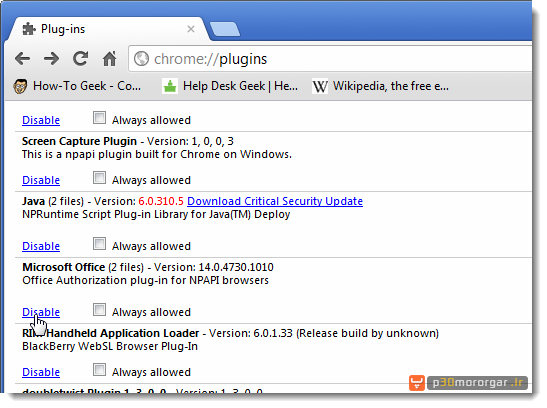 Plug-ins
chrome://plugins
How-To Geek - Co...
Help Desk Geek | He...
W Wikipedia, the free e...
Disable Always allowed
Screen Capture Plugin - Version: 1, 0, 0, 3
This is a npapi plugin built for Chrome on Windows.
Disable Always allowed
Java (2 files) - Version: 6.0.310.5 Download Critical Security Update
NPRuntime Script Plug-in Library for Java(TM) Deploy
Disable Always allowed
Microsoft Office (2 files) - Version: 14.0.4730.1010
Office Authorization plug-in for NPAPI browsers
Disable Always allowed
RIM Handheld Application Loader - Version: 6.0.1.33 (Release build by unknown)
BlackBerry WebSL Browser Plug-In
Disable Always allowed
doubletwist Plugin 1, 3, 0, 0 - Version: 1, 3, 0, 0
p30mororgar.ir